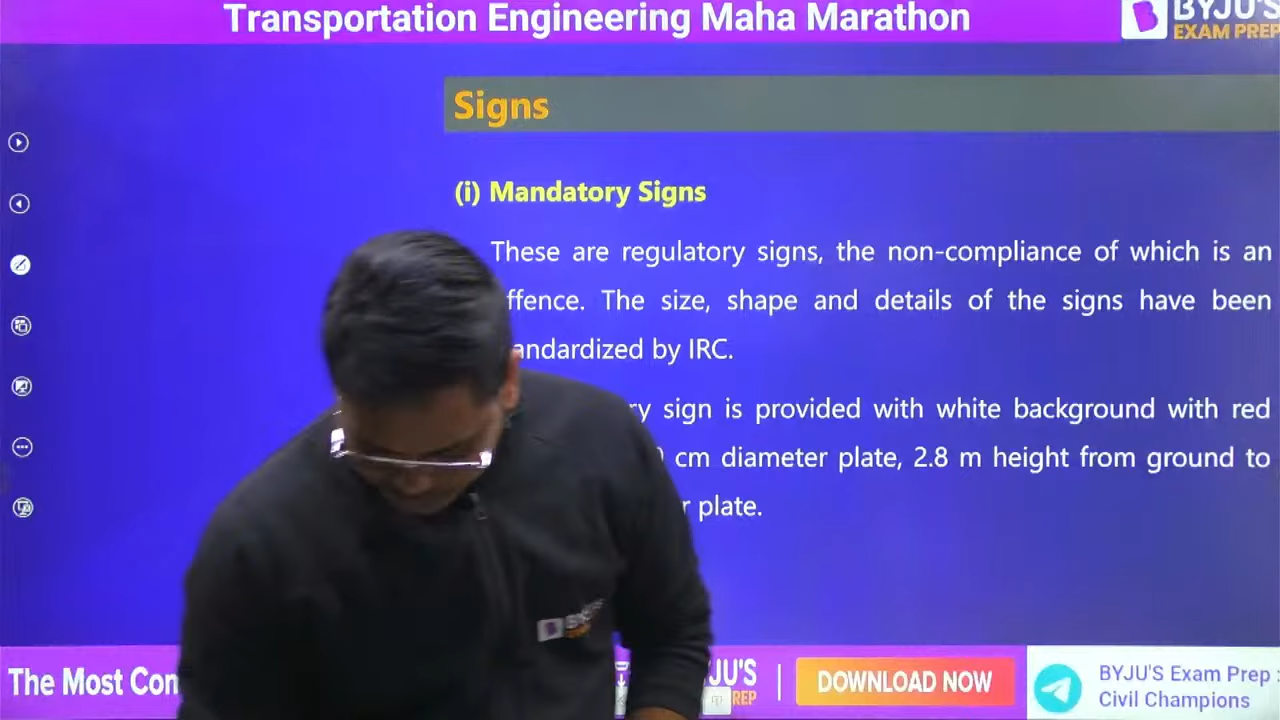 Transportation Engineering Maha Marathon
BYJU'S
EXAM PREP
Signs
(i) Mandatory Signs
These are regulatory signs, the non-compliance of which is an
ffence. The size, shape and details of the signs have been
andardized by IRC.
ry sign is provided with white background with red
cm diameter plate, 2.8 m height from ground to
r plate.
The Most Con
JU'S
REP
DOWNLOAD NOW
BYJU'S Exam Prep :
Civil Champions